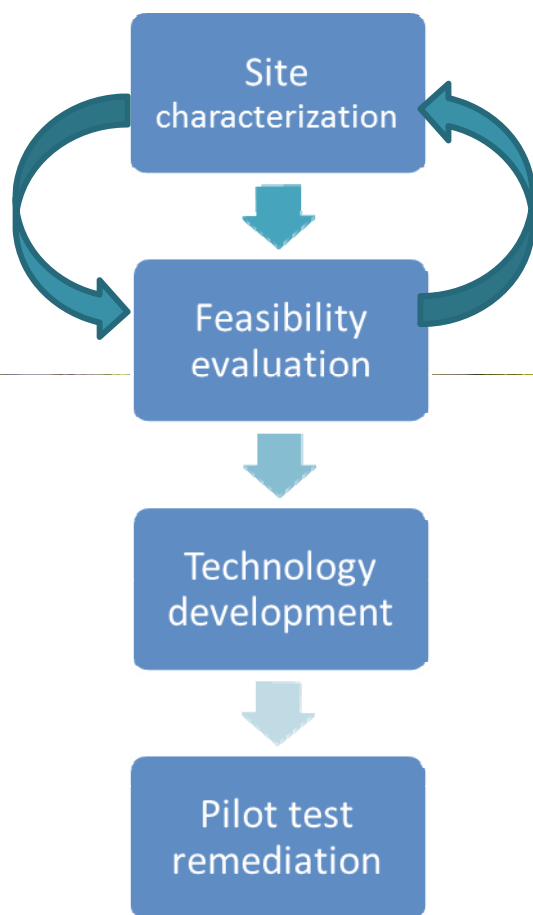 Site
characterization
Feasibility
evaluation
Technology
development
Pilot test
remediation